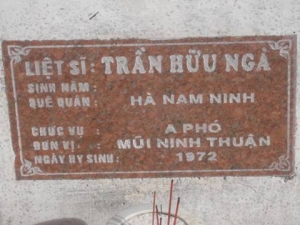 LIỆT SĨ : TRẦN HỮU NGÀ
SINH NĂM :
QUÊ QUÁN : HÀ NAM NINH
CHỨC VỤ : A PHÓ
ĐƠN VỊ : MŨI NINH THUẬN
NGÀY HY SINH : 1972